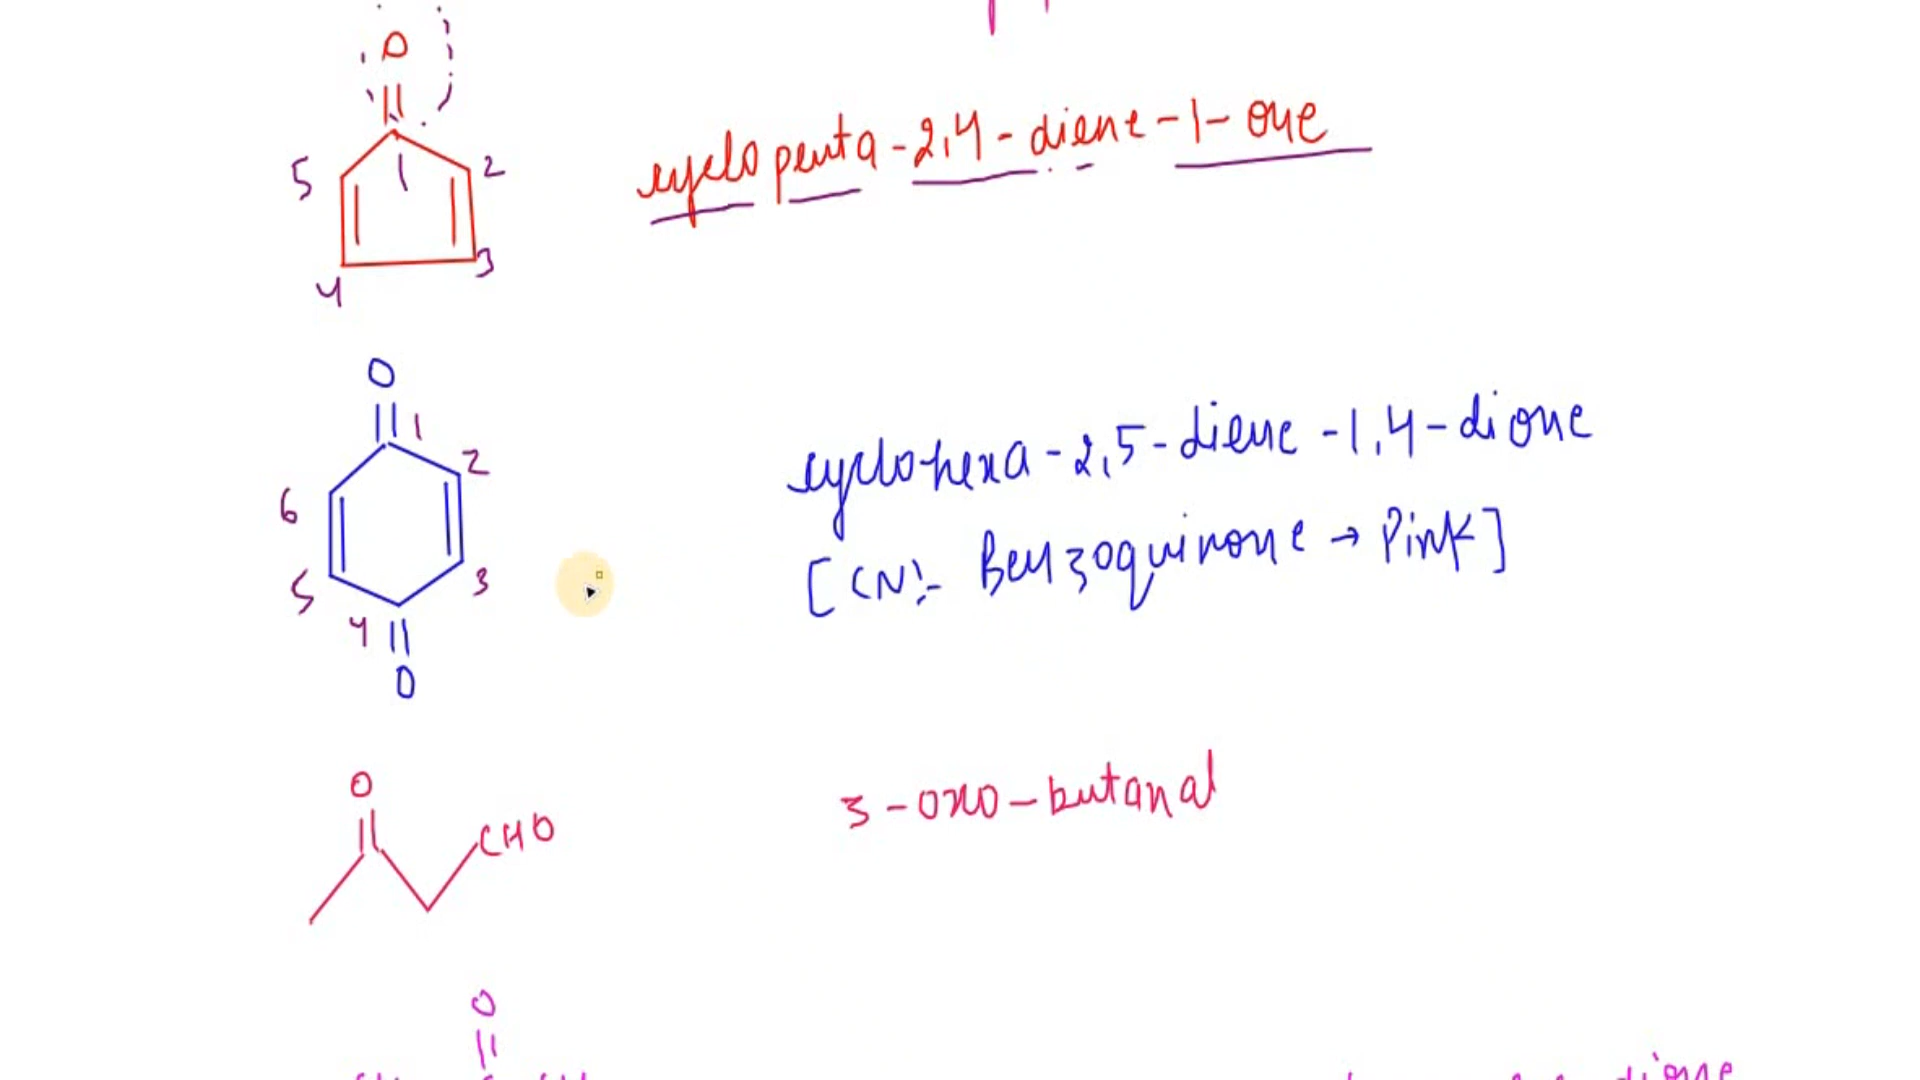 O
5 1 2
4 3
cyclopenta-2,4-diene-1-one
O
1
2
6
5 3
4
O
cyclohexa-2,5-diene-1,4-dione
[CN:- Benzoquinone → Pink]
O
CHO
3-oxo-butanal
O
dione